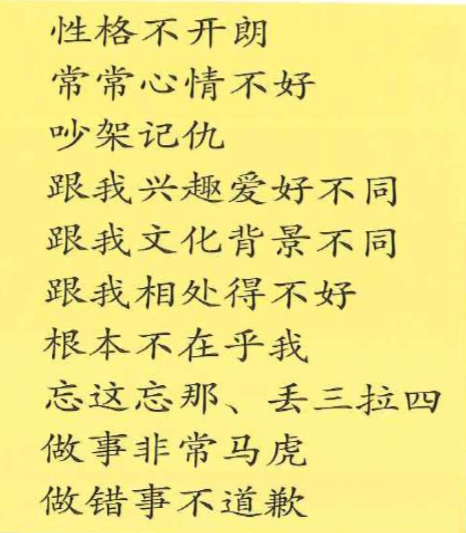 性格不开朗
常常心情不好
吵架记仇
跟我兴趣爱好不同
跟我文化背景不同
跟我相处得不好
根本不在乎我
忘这忘那、丢三拉四
做事非常马虎
做错事不道歉